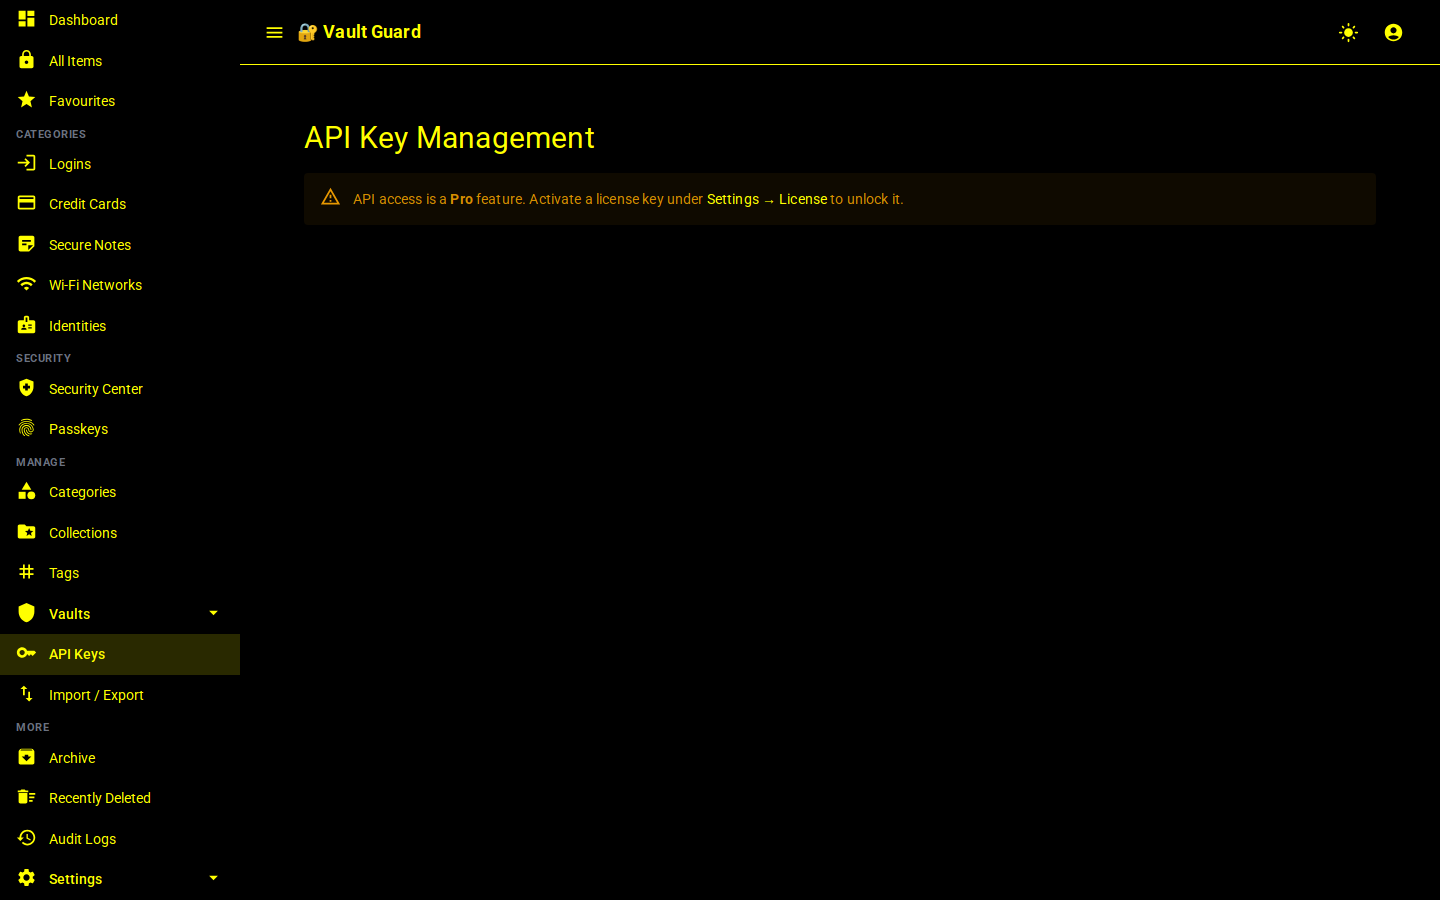 Dashboard
All Items
Favourites
CATEGORIES
Logins
Credit Cards
Secure Notes
Wi-Fi Networks
Identities
SECURITY
Security Center
Passkeys
MANAGE
Categories
Collections
Tags
Vaults
API Keys
Import / Export
MORE
Archive
Recently Deleted
Audit Logs
Settings
🔐 Vault Guard
API Key Management
API access is a Pro feature. Activate a license key under Settings → License to unlock it.